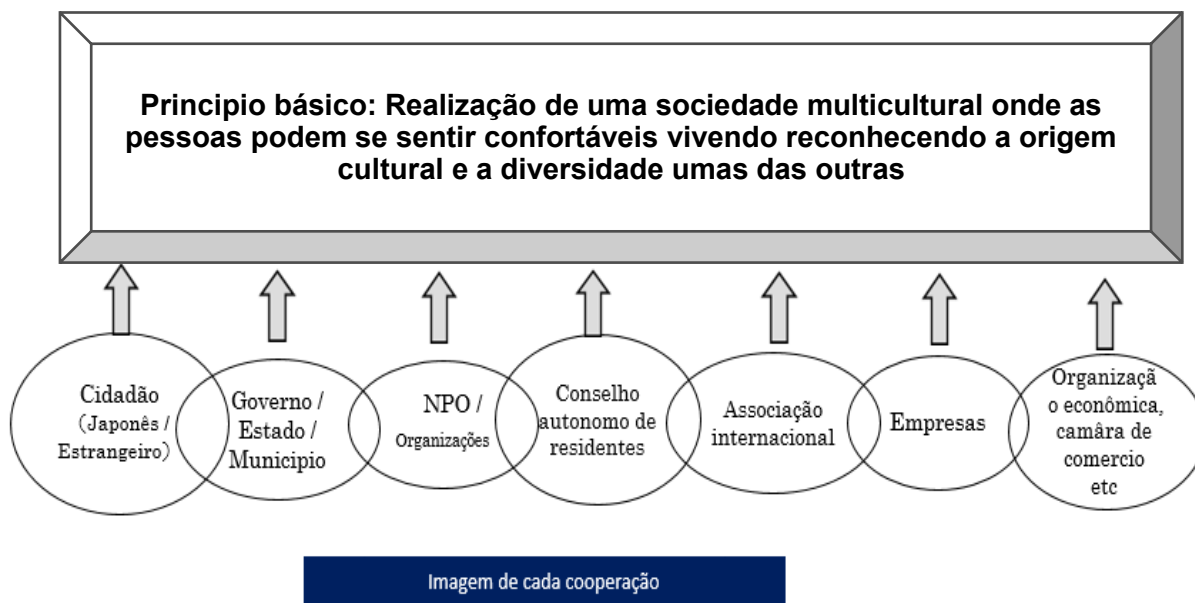 Principio básico: Realização de uma sociedade multicultural onde as
pessoas podem se sentir confortáveis vivendo reconhecendo a origem
cultural e a diversidade umas das outras
Cidadão
(Japonês /
Estrangeiro)
Governo /
Estado /
Municipio
NPO /
Organizações
Conselho
autonomo de
residentes
Associação
internacional
Empresas
Organizaçã
o econômica,
camâra de
comercio
etc
Imagem de cada cooperação